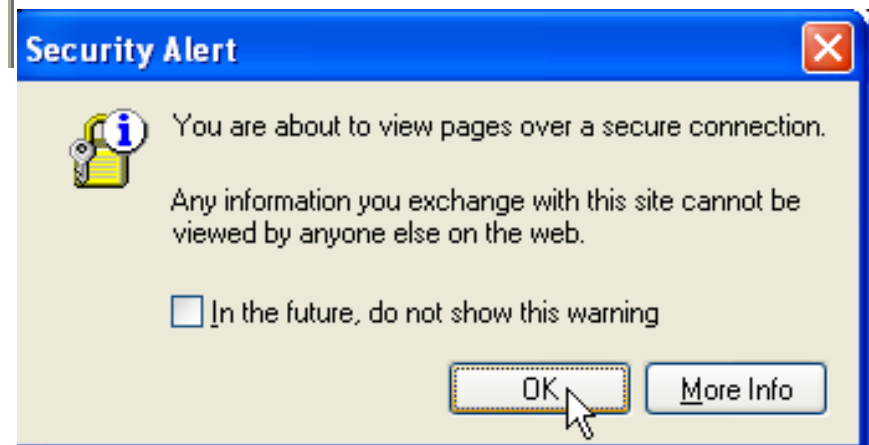 Security Alert
You are about to view pages over a secure connection.
Any information you exchange with this site cannot be
viewed by anyone else on the web.
In the future, do not show this warning
OK
More Info